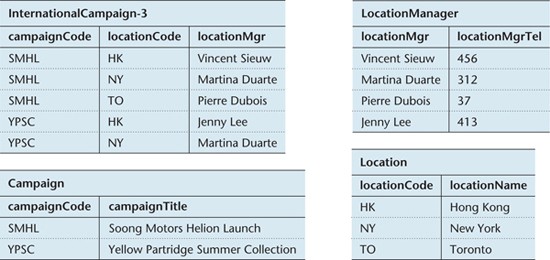 InternationalCampaign-3
campaignCode locationCode locationMgr
SMHL HK Vincent Sieuw
SMHL NY Martina Duarte
SMHL TO Pierre Dubois
YPSC HK Jenny Lee
YPSC NY Martina Duarte
LocationManager
locationMgr locationMgrTel
Vincent Sieuw 456
Martina Duarte 312
Pierre Dubois 37
Jenny Lee 413
Campaign
campaignCode campaignTitle
SMHL Soong Motors Helion Launch
YPSC Yellow Partridge Summer Collection
Location
locationCode locationName
HK Hong Kong
NY New York
TO Toronto